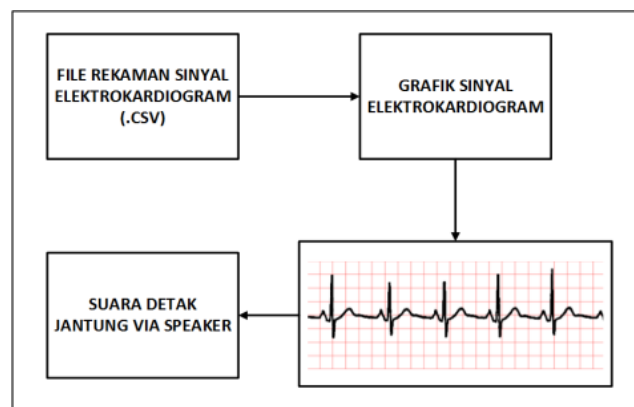 FILE REKAMAN SINYAL
ELEKTROKARDIOGRAM
(.CSV)
GRAFIK SINYAL
ELEKTROKARDIOGRAM
SUARA DETAK
JANTUNG VIA SPEAKER